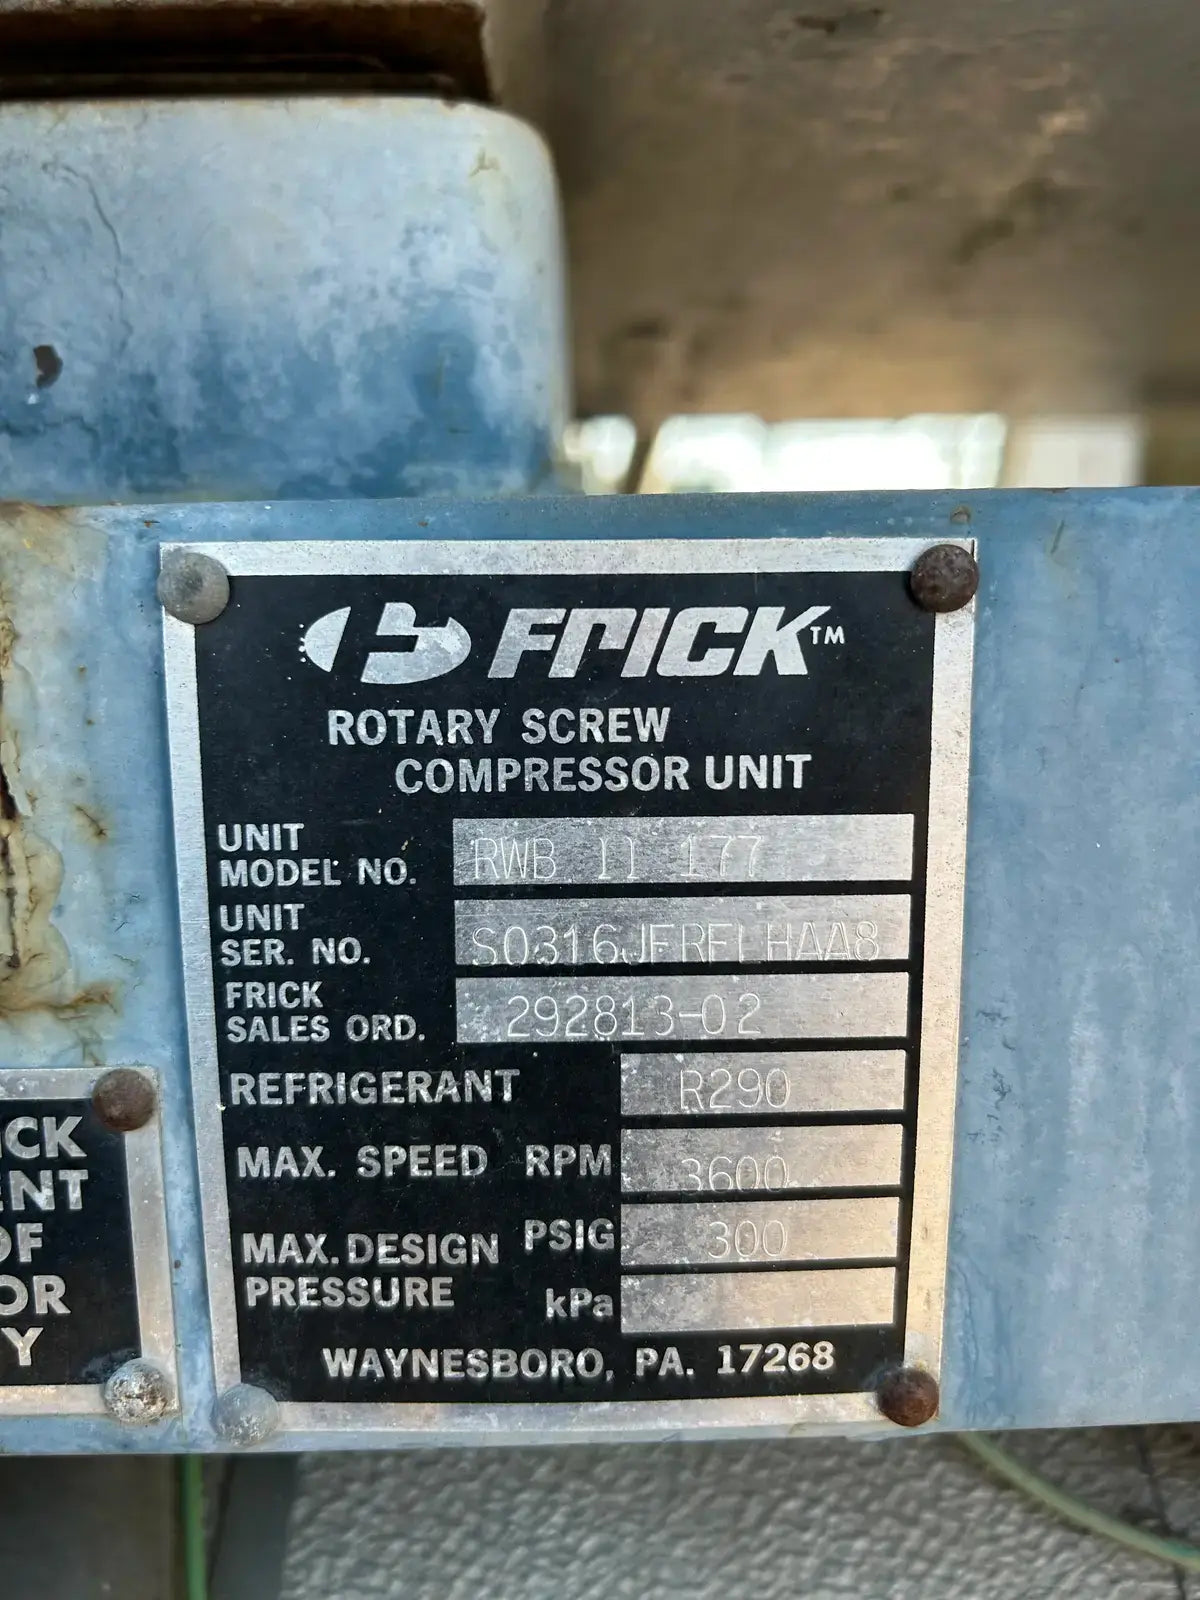 FRICK™
ROTARY SCREW
COMPRESSOR UNIT
UNIT
MODEL NO. RWB II 177
UNIT
SER. NO. S0316JFRFLHAA8
FRICK
SALES ORD. 292813-02
REFRIGERANT R290
MAX. SPEED RPM 3600
MAX. DESIGN PSIG 300
PRESSURE kPa
WAYNESBORO, PA. 17268
ICK
ENT
OF
OR
Y